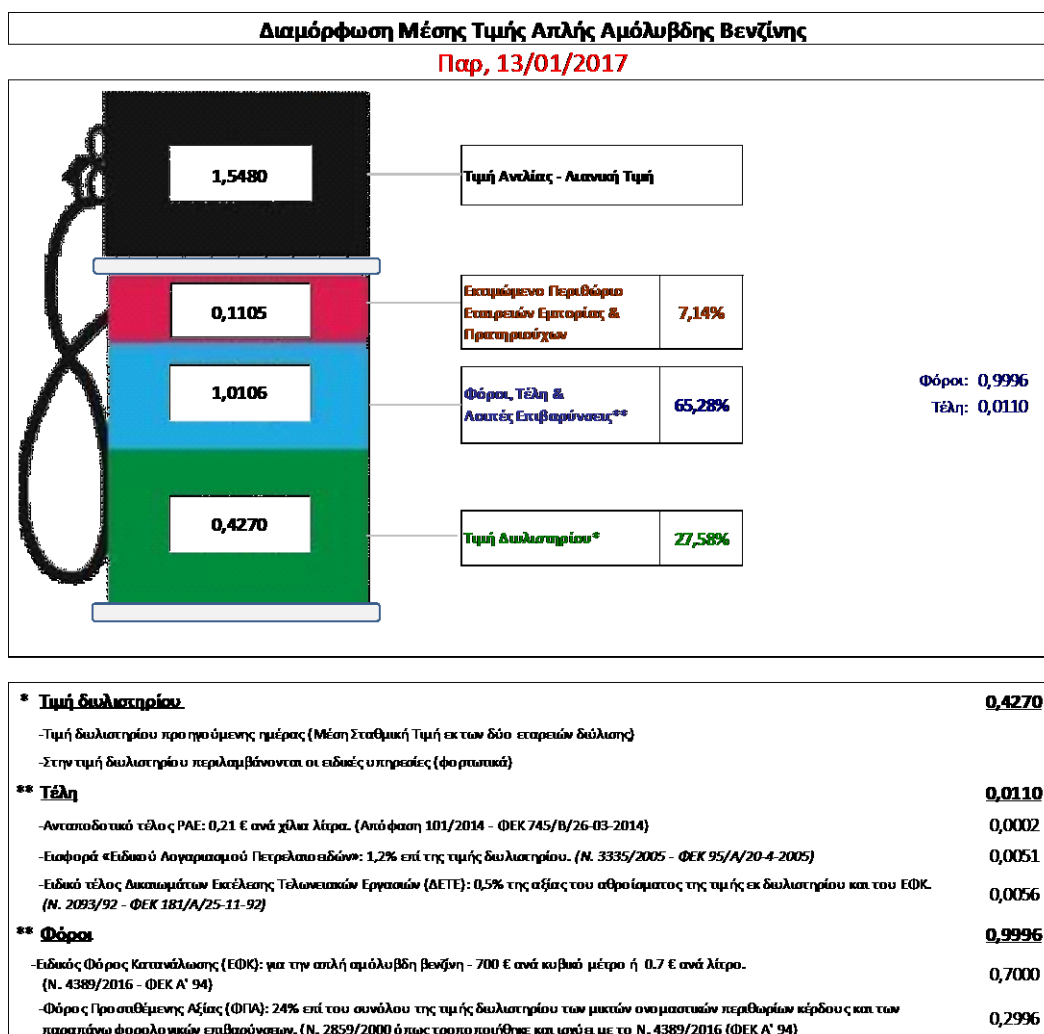 Διαμόρφωση Μέσης Τιμής Απλής Αμόλυβδης Βενζίνης
Παρ, 13/01/2017
1,5480
Τιμή Αντλίας - Λιανική Τιμή
0,1105
Εκτιμώμενο Περιθώριο
Εταιρειών Εμπορίας &
Πρατηριούχων
7,14%
1,0106
Φόροι, Τέλη &
Λοιπές Επιβαρύνσεις**
65,28%
Φόροι: 0,9996
Τέλη: 0,0110
0,4270
Τιμή Διυλιστηρίου*
27,58%
* Τιμή διυλιστηρίου 0,4270
-Τιμή διυλιστηρίου προηγούμενης ημέρας (Μέση Σταθμική Τιμή εκ των δύο εταρειών διύλισης)
-Στην τιμή διυλιστηρίου περιλαμβάνονται οι ειδικές υπηρεσίες (φορτωτικά)
** Τέλη 0,0110
-Ανταποδοτικό τέλος ΡΑΕ: 0,21 € ανά χίλια λίτρα. (Απόφαση 101/2014 - ΦΕΚ 745/Β/26-03-2014) 0,0002
-Εισφορά «Ειδικού Λογαριασμού Πετρελαιοειδών»: 1,2% επί της τιμής διυλιστηρίου. (Ν. 3335/2005 - ΦΕΚ 95/Α/20-4-2005) 0,0051
-Ειδικό τέλος Δικαιωμάτων Εκτέλεσης Τελωνειακών Εργασιών (ΔΕΤΕ): 0,5% της αξίας του αθροίσματος της τιμής εκ διυλιστηρίου και του ΕΦΚ.
(Ν. 2093/92 - ΦΕΚ 181/Α/25-11-92) 0,0056
** Φόροι 0,9996
-Ειδικός Φόρος Κατανάλωσης (ΕΦΚ): για την απλή αμόλυβδη βενζίνη - 700 € ανά κυβικό μέτρο ή 0.7 € ανά λίτρο.
(Ν. 4389/2016 - ΦΕΚ Α' 94) 0,7000
-Φόρος Προστιθέμενης Αξίας (ΦΠΑ): 24% επί του συνόλου της τιμής διυλιστηρίου των μικτών ονομαστικών περιθωρίων κέρδους και των
παραπάνω φορολογικών επιβαρύνσεων. (Ν. 2859/2000 όπως τροποποιήθηκε και ισχύει με το Ν. 4389/2016 (ΦΕΚ Α' 94) 0,2996